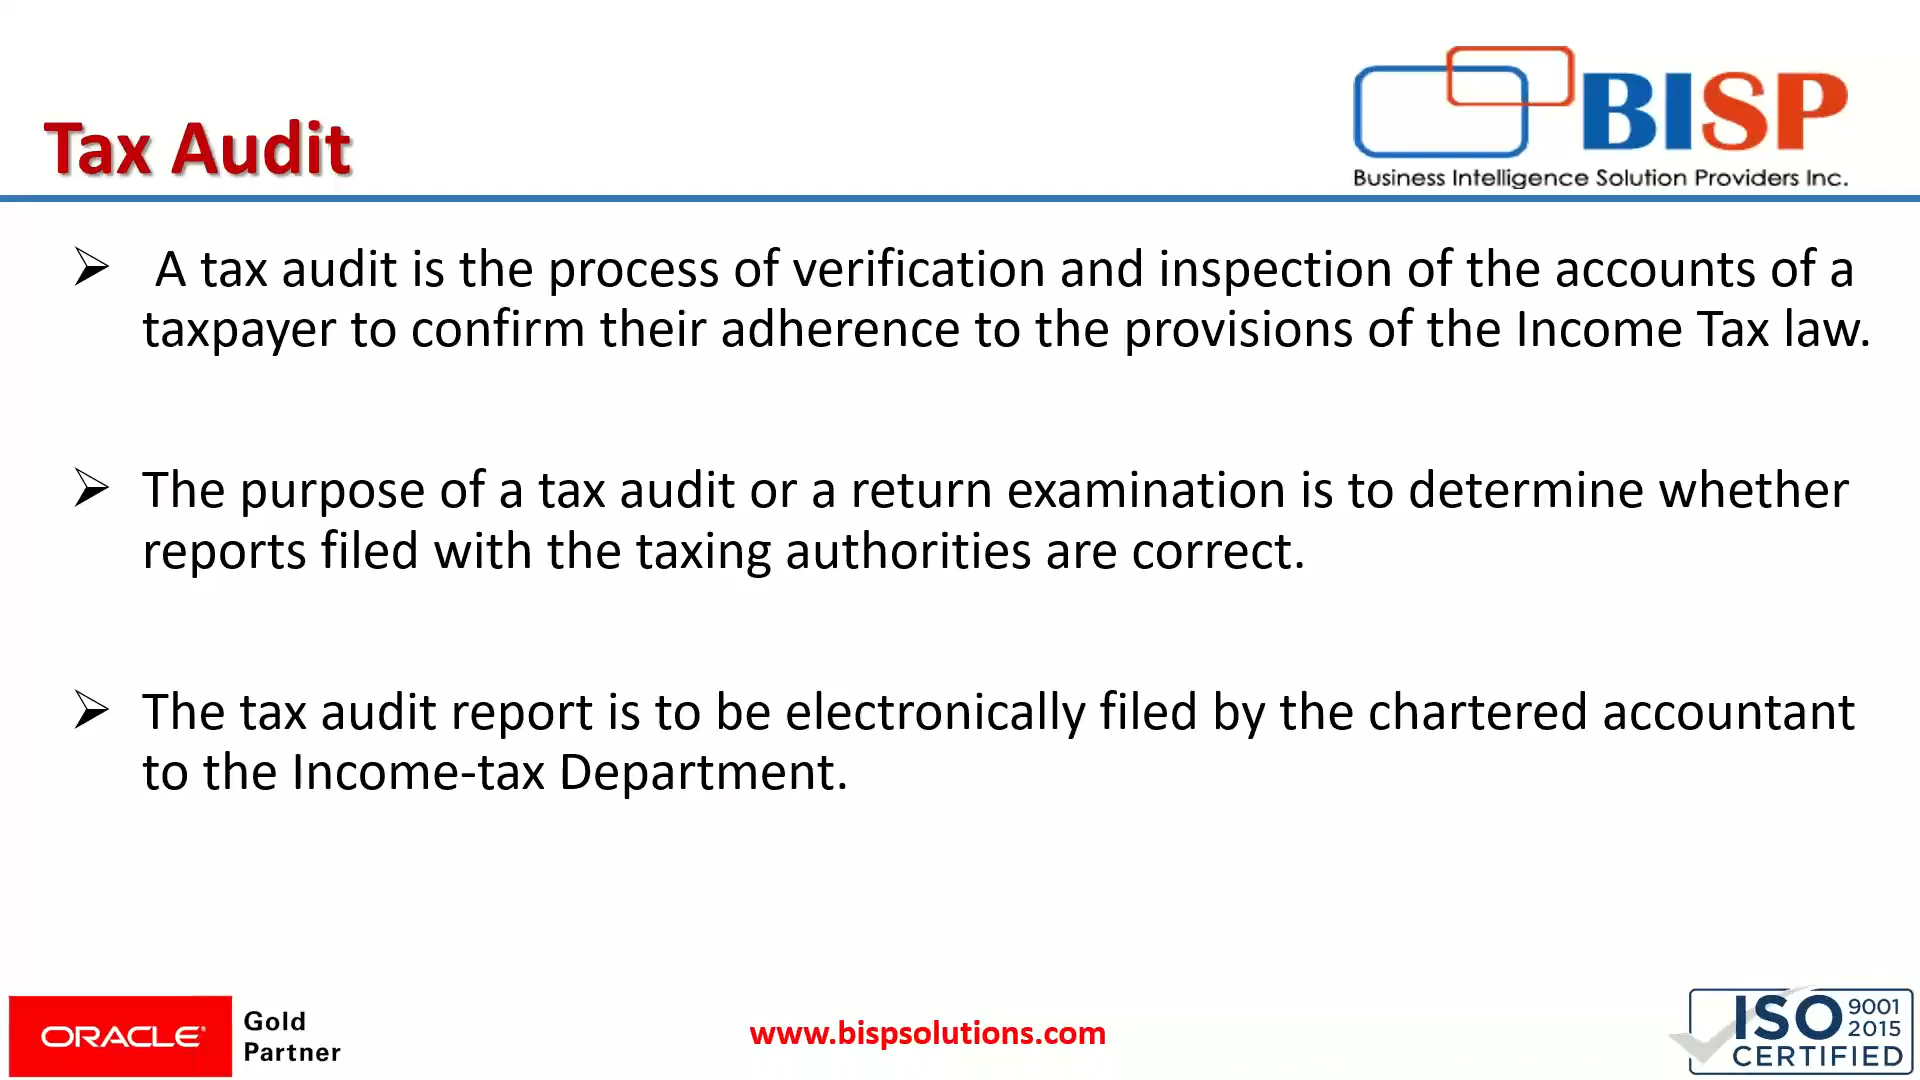 BISP
Business Intelligence Solution Providers Inc.
Tax Audit
➢ A tax audit is the process of verification and inspection of the accounts of a
taxpayer to confirm their adherence to the provisions of the Income Tax law.
➢ The purpose of a tax audit or a return examination is to determine whether
reports filed with the taxing authorities are correct.
➢ The tax audit report is to be electronically filed by the chartered accountant
to the Income-tax Department.
ORACLE®
Gold
Partner
www.bispsolutions.com
ISO 9001
2015
CERTIFIED